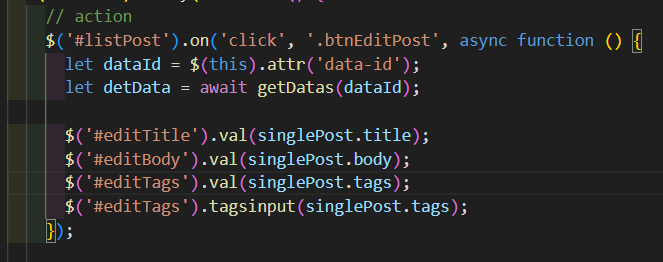 // action
$('#listPost').on('click', '.btnEditPost', async function () {
let dataId = $(this).attr('data-id');
let detData = await getDatas(dataId);
$('#editTitle').val(singlePost.title);
$('#editBody').val(singlePost.body);
$('#editTags').val(singlePost.tags);
$('#editTags').tagsinput(singlePost.tags);
});